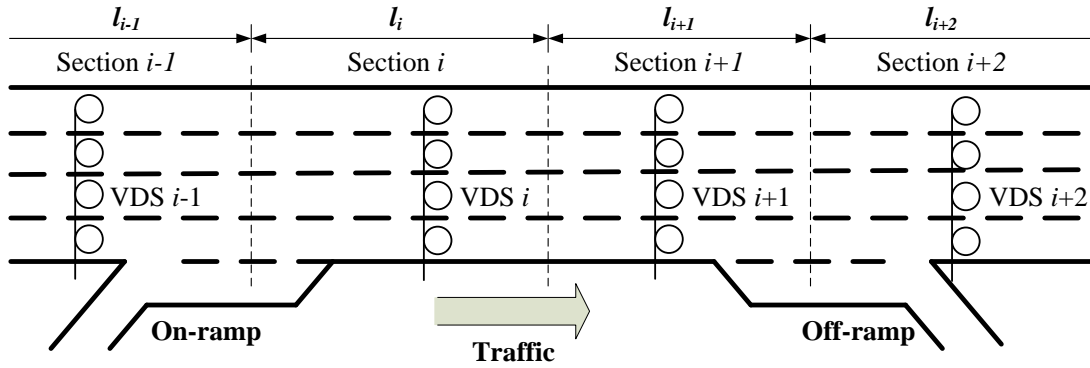 l_{i-1} l_i l_{i+1} l_{i+2}
Section i-1 Section i Section i+1 Section i+2
VDS i-1 VDS i VDS i+1 VDS i+2
On-ramp Off-ramp
Traffic